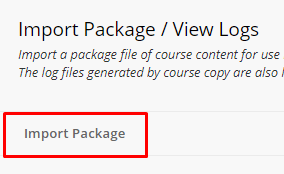 Import Package / View Logs
Import a package file of course content for use
The log files generated by course copy are also
Import Package